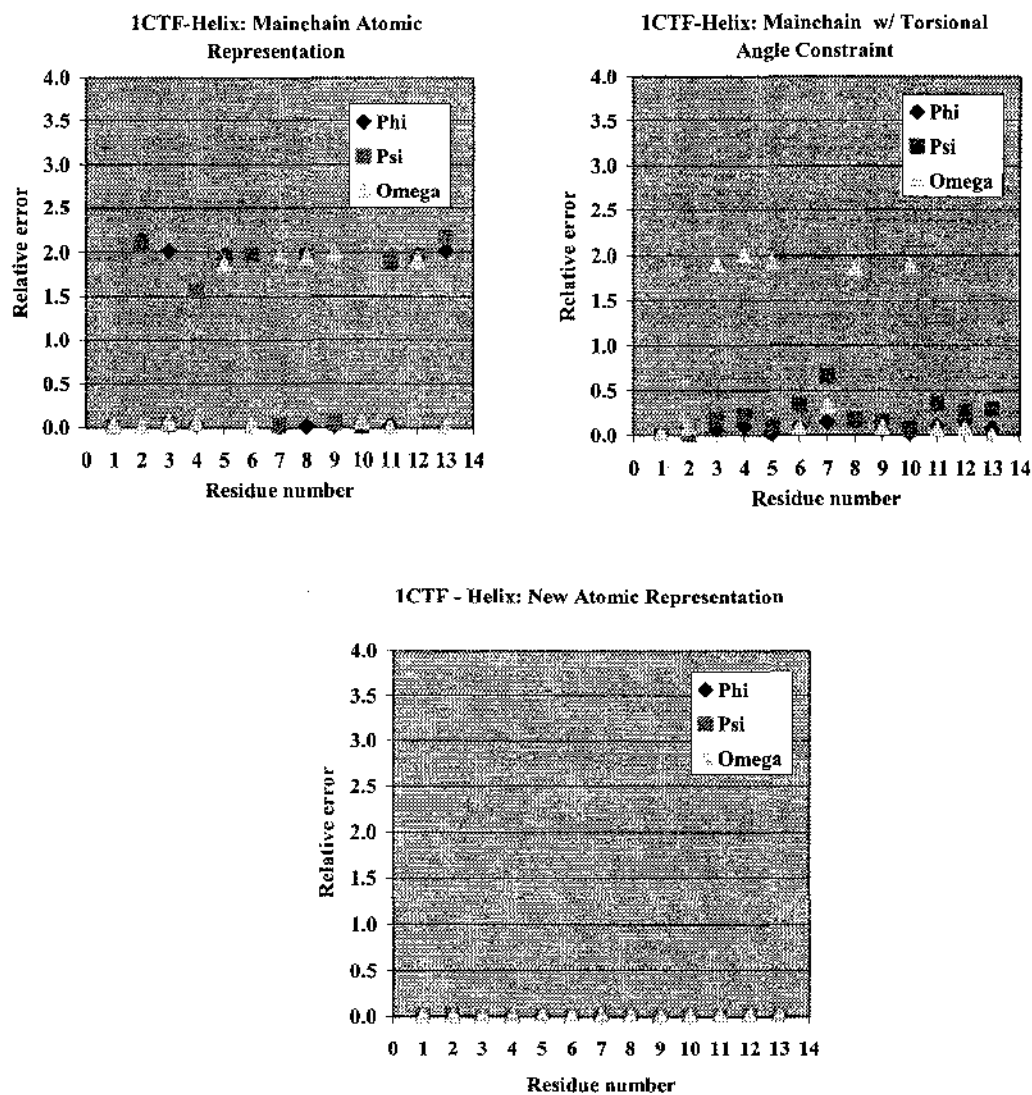 1CTF-Helix: Mainchain Atomic
Representation
4.0
3.5
3.0
2.5
2.0
1.5
1.0
0.5
0.0
Relative error
Phi
Psi
Omega
0 1 2 3 4 5 6 7 8 9 10 11 12 13 14
Residue number
1CTF-Helix: Mainchain w/ Torsional
Angle Constraint
4.0
3.5
3.0
2.5
2.0
1.5
1.0
0.5
0.0
Relative error
Phi
Psi
Omega
0 1 2 3 4 5 6 7 8 9 10 11 12 13 14
Residue number
1CTF - Helix: New Atomic Representation
4.0
3.5
3.0
2.5
2.0
1.5
1.0
0.5
0.0
Relative error
Phi
Psi
Omega
0 1 2 3 4 5 6 7 8 9 10 11 12 13 14
Residue number